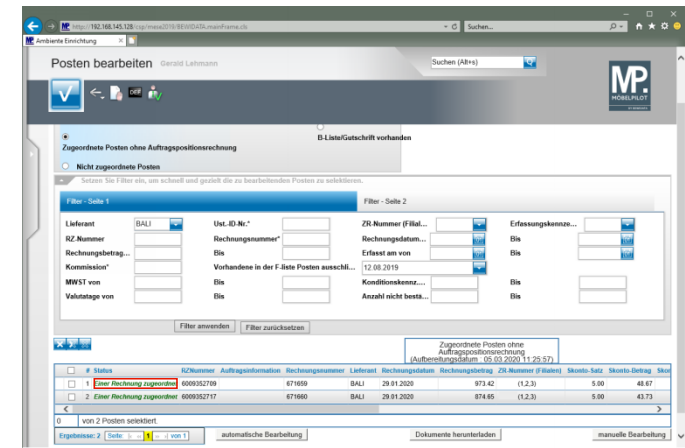 http://192.168.145.128/csp/mese2019/BEWIDATA.mainFrame.cls
Suchen...
Ambiente Einrichtung
Posten bearbeiten Gerald Lehmann
Suchen (Alt+s)
MP.
MÖBELPILOT
DEF
Zugeordnete Posten ohne Auftragspositionsrechnung
B-Liste/Gutschrift vorhanden
Nicht zugeordnete Posten
Setzen Sie Filter ein, um schnell und gezielt die zu bearbeitenden Posten zu selektieren.
Filter - Seite 1 Filter - Seite 2
Lieferant BALI Ust.-ID-Nr.* ZR-Nummer (Filial... Erfassungskennze...
RZ-Nummer Rechnungsnummer* Rechnungsdatum... Bis
Rechnungsbetrag... Bis Erfasst am von Bis
Kommission* Vorhandene in der F-liste Posten ausschli... 12.08.2019
MWST von Bis Konditionskennz.... Bis
Valutatage von Bis Anzahl nicht bestä... Bis
Filter anwenden Filter zurücksetzen
Zugeordnete Posten ohne
Auftragspositionsrechnung
(Aufbereitungsdatum : 05.03.2020 11:25:57)
# Status RZNummer Auftragsinformation Rechnungsnummer Lieferant Rechnungsdatum Rechnungsbetrag ZR-Nummer (Filialen) Skonto-Satz Skonto-Betrag Skon
1 Einer Rechnung zugeordnet 6009352709 671659 BALI 29.01.2020 973.42 (1,2,3) 5.00 48.67
2 Einer Rechnung zugeordnet 6009352717 671660 BALI 29.01.2020 874.65 (1,2,3) 5.00 43.73
0 von 2 Posten selektiert.
Ergebnisse: 2 Seite: 1 von 1 automatische Bearbeitung Dokumente herunterladen manuelle Bearbeitung